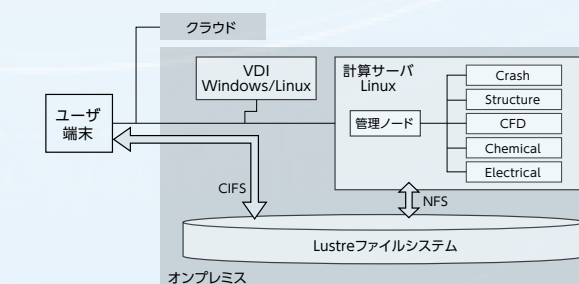 クラウド
VDI
Windows/Linux
計算サーバ
Linux
ユーザ
端末
管理ノード
Crash
Structure
CFD
Chemical
Electrical
CIFS
NFS
Lustreファイルシステム
オンプレミス